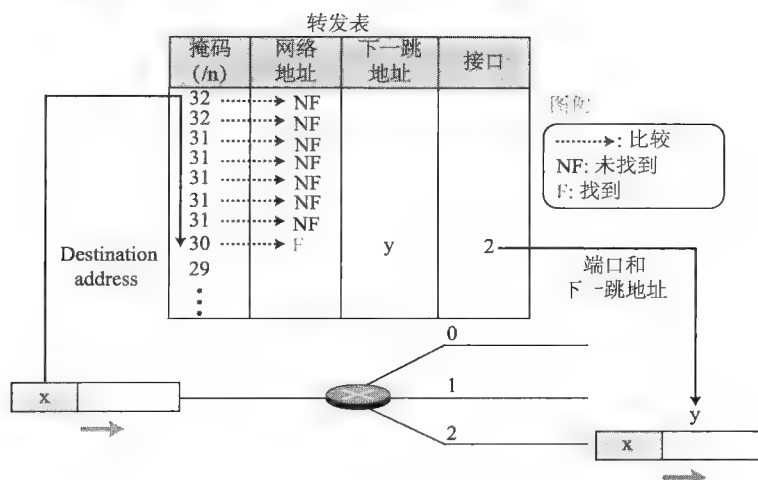 转发表
掩码 (/n) 网络地址 下一跳地址 接口
32 NF
32 NF
31 NF
31 NF
31 NF
31 NF
31 NF
30 F y 2
29
图例
: 比较
NF: 未找到
F: 找到
Destination
address
端口和
下一跳地址
0
x 1
y
2 x